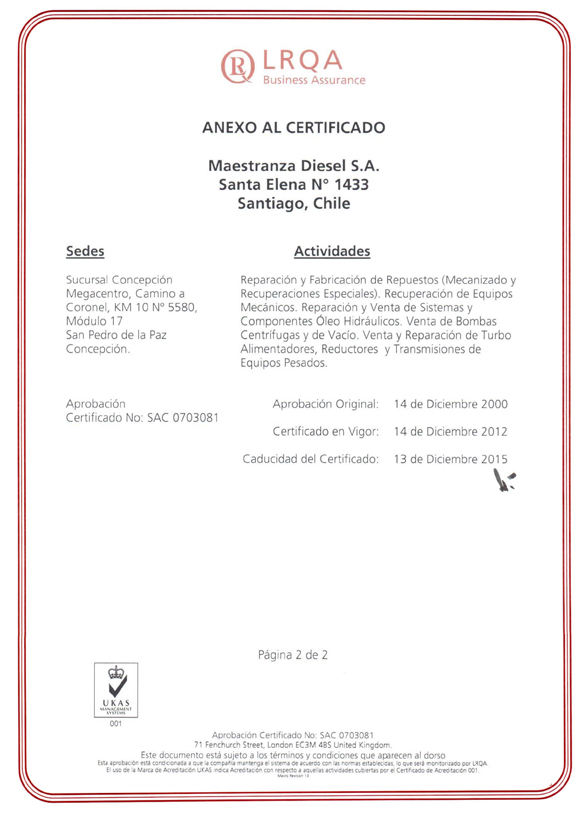 LRQA
Business Assurance
ANEXO AL CERTIFICADO
Maestranza Diesel S.A.
Santa Elena Nº 1433
Santiago, Chile
Sedes
Actividades
Sucursal Concepción
Megacentro, Camino a
Coronel, KM 10 Nº 5580,
Módulo 17
San Pedro de la Paz
Concepción.
Reparación y Fabricación de Repuestos (Mecanizado y
Recuperaciones Especiales). Recuperación de Equipos
Mecánicos. Reparación y Venta de Sistemas y
Componentes Óleo Hidráulicos. Venta de Bombas
Centrífugas y de Vacío. Venta y Reparación de Turbo
Alimentadores, Reductores y Transmisiones de
Equipos Pesados.
Aprobación
Certificado No: SAC 0703081
Aprobación Original: 14 de Diciembre 2000
Certificado en Vigor: 14 de Diciembre 2012
Caducidad del Certificado: 13 de Diciembre 2015
Página 2 de 2
UKAS
MANAGEMENT
SYSTEMS
001
Aprobación Certificado No: SAC 0703081
71 Fenchurch Street, London EC3M 4BS United Kingdom.
Este documento está sujeto a los términos y condiciones que aparecen al dorso
Esta aprobación está condicionada a que la compañía mantenga el sistema de acuerdo con las normas establecidas, lo que será monitorizado por LRQA.
El uso de la Marca de Acreditación UKAS indica Acreditación con respecto a aquellas actividades cubiertas por el Certificado de Acreditación 001.